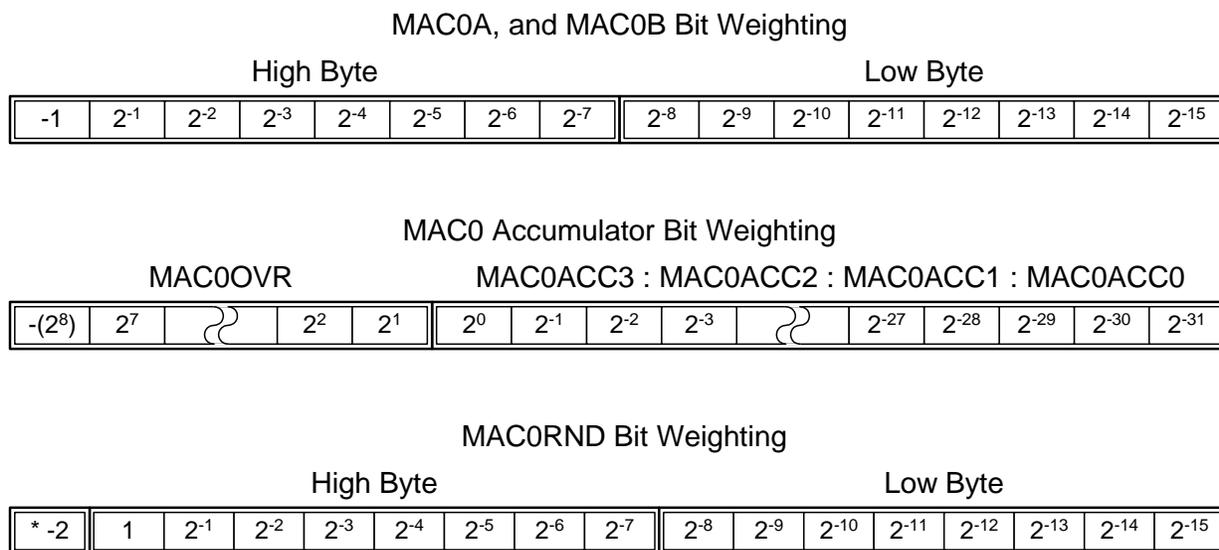 MAC0A, and MAC0B Bit Weighting
High Byte Low Byte
-1 2⁻¹ 2⁻² 2⁻³ 2⁻⁴ 2⁻⁵ 2⁻⁶ 2⁻⁷ 2⁻⁸ 2⁻⁹ 2⁻¹⁰ 2⁻¹¹ 2⁻¹² 2⁻¹³ 2⁻¹⁴ 2⁻¹⁵
MAC0 Accumulator Bit Weighting
MAC0OVR MAC0ACC3 : MAC0ACC2 : MAC0ACC1 : MAC0ACC0
-(2⁸) 2⁷ 2² 2¹ 2⁰ 2⁻¹ 2⁻² 2⁻³ 2⁻²⁷ 2⁻²⁸ 2⁻²⁹ 2⁻³⁰ 2⁻³¹
MAC0RND Bit Weighting
High Byte Low Byte
* -2 1 2⁻¹ 2⁻² 2⁻³ 2⁻⁴ 2⁻⁵ 2⁻⁶ 2⁻⁷ 2⁻⁸ 2⁻⁹ 2⁻¹⁰ 2⁻¹¹ 2⁻¹² 2⁻¹³ 2⁻¹⁴ 2⁻¹⁵